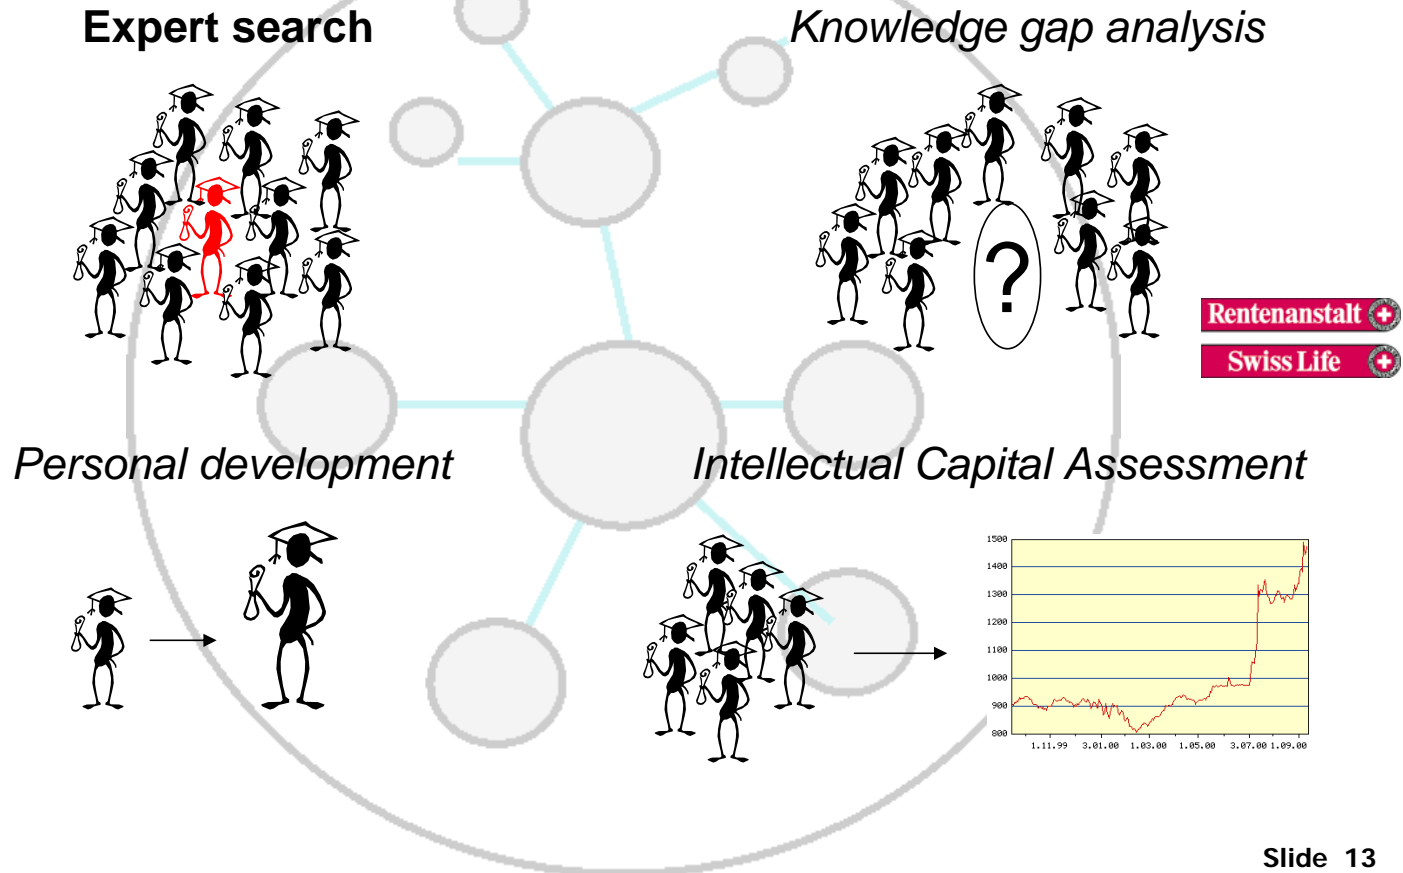 Expert search
Knowledge gap analysis
?
Rentenanstalt
Swiss Life
Personal development
Intellectual Capital Assessment
1500
1400
1300
1200
1100
1000
900
800
1.11.99 3.01.00 1.03.00 1.05.00 3.07.00 1.09.00
Slide 13